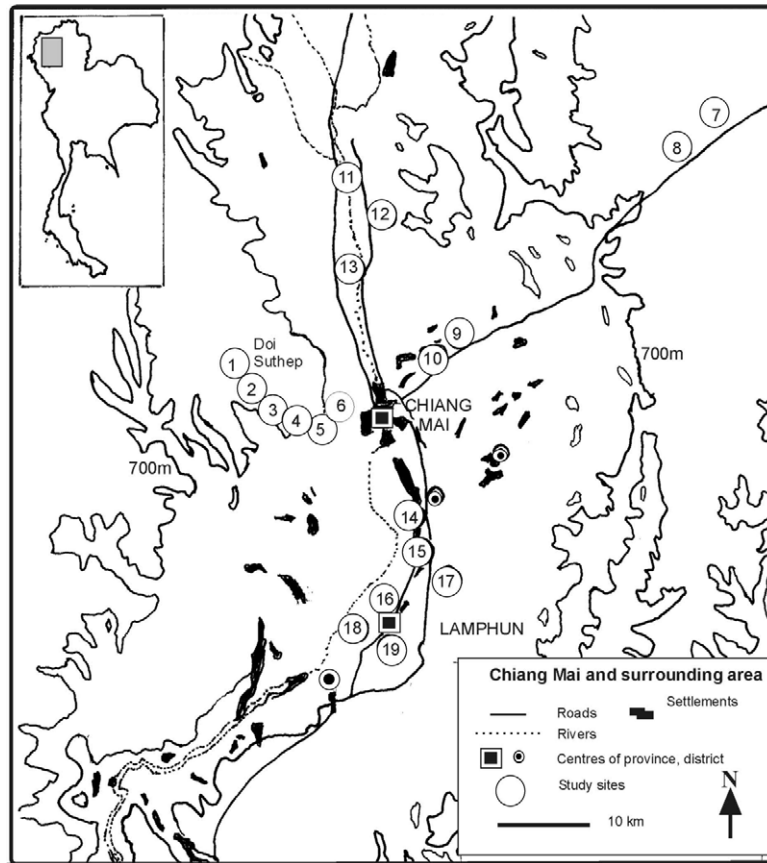 7
8
11
12
13
9
10
Doi
Suthep
1
2
3
4
5
6
700m
CHIANG
MAI
700m
14
15
16
17
18
19
LAMPHUN
Chiang Mai and surrounding area
Roads
Settlements
Rivers
Centres of province, district
Study sites
10 km
N